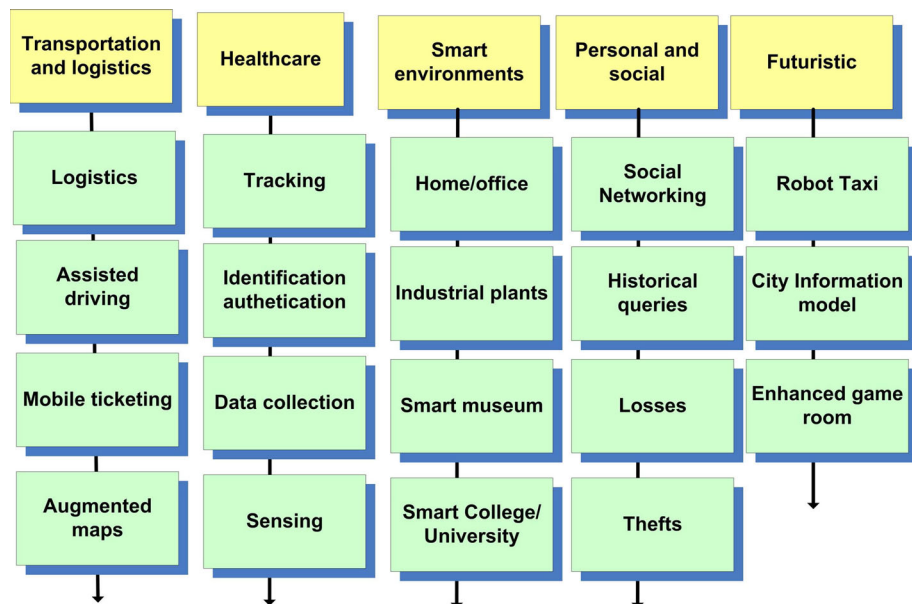 Transportation
and logistics
Healthcare
Smart
environments
Personal and
social
Futuristic
Logistics
Tracking
Home/office
Social
Networking
Robot Taxi
Assisted
driving
Identification
authetication
Industrial plants
Historical
queries
City Information
model
Mobile ticketing
Data collection
Smart museum
Losses
Enhanced game
room
Augmented
maps
Sensing
Smart College/
University
Thefts